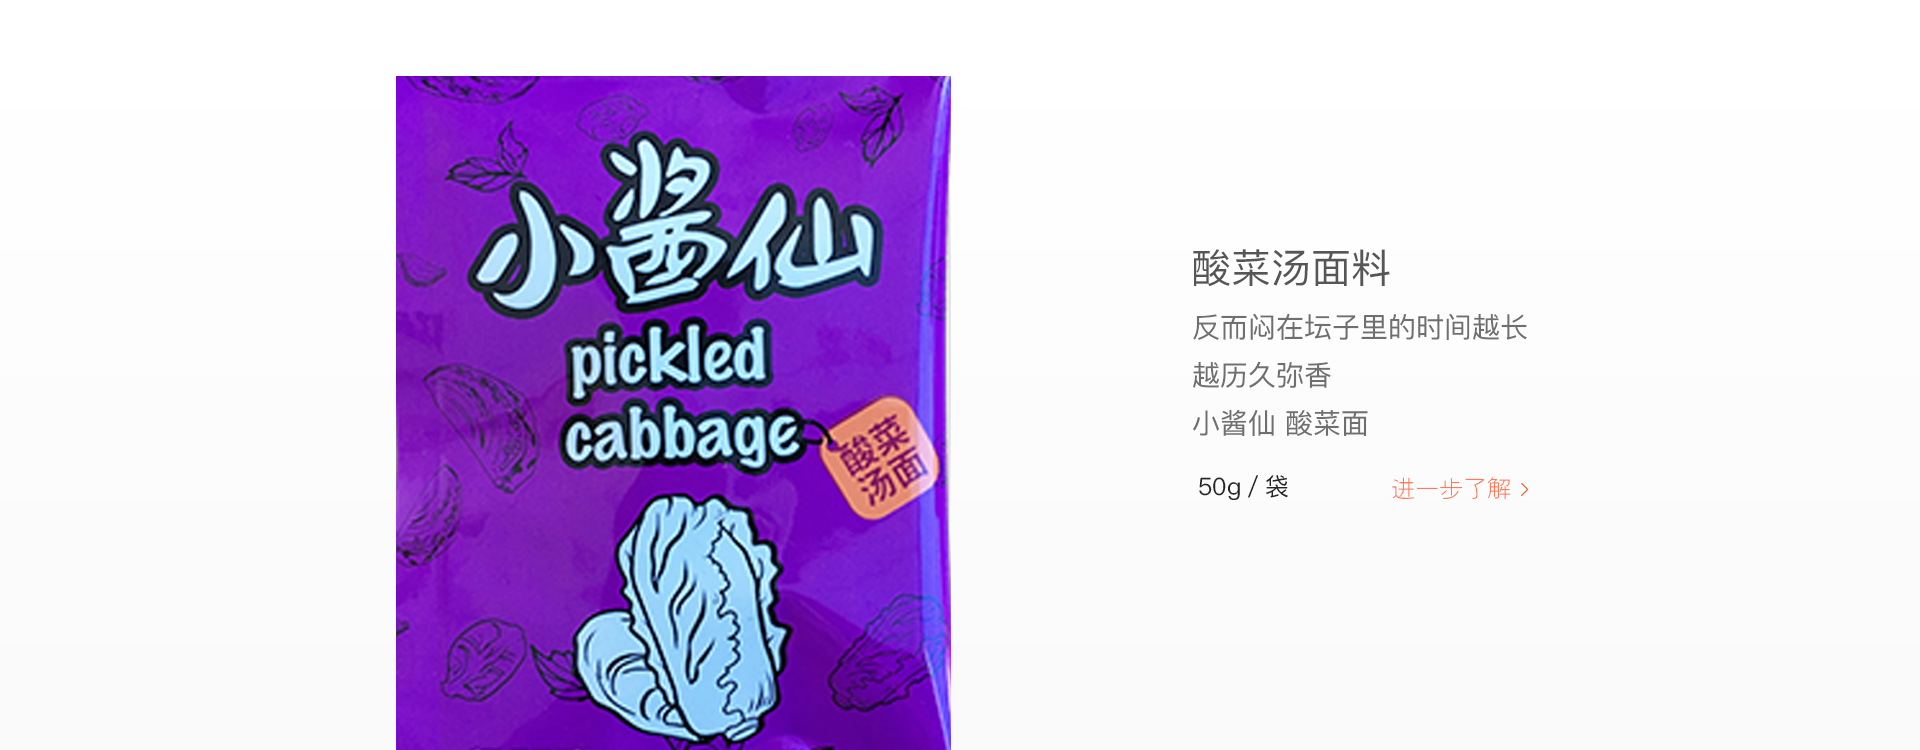 小酱仙
pickled
cabbage
酸菜
汤面
酸菜汤面料
反而闷在坛子里的时间越长
越历久弥香
小酱仙 酸菜面
50g / 袋
进一步了解 >